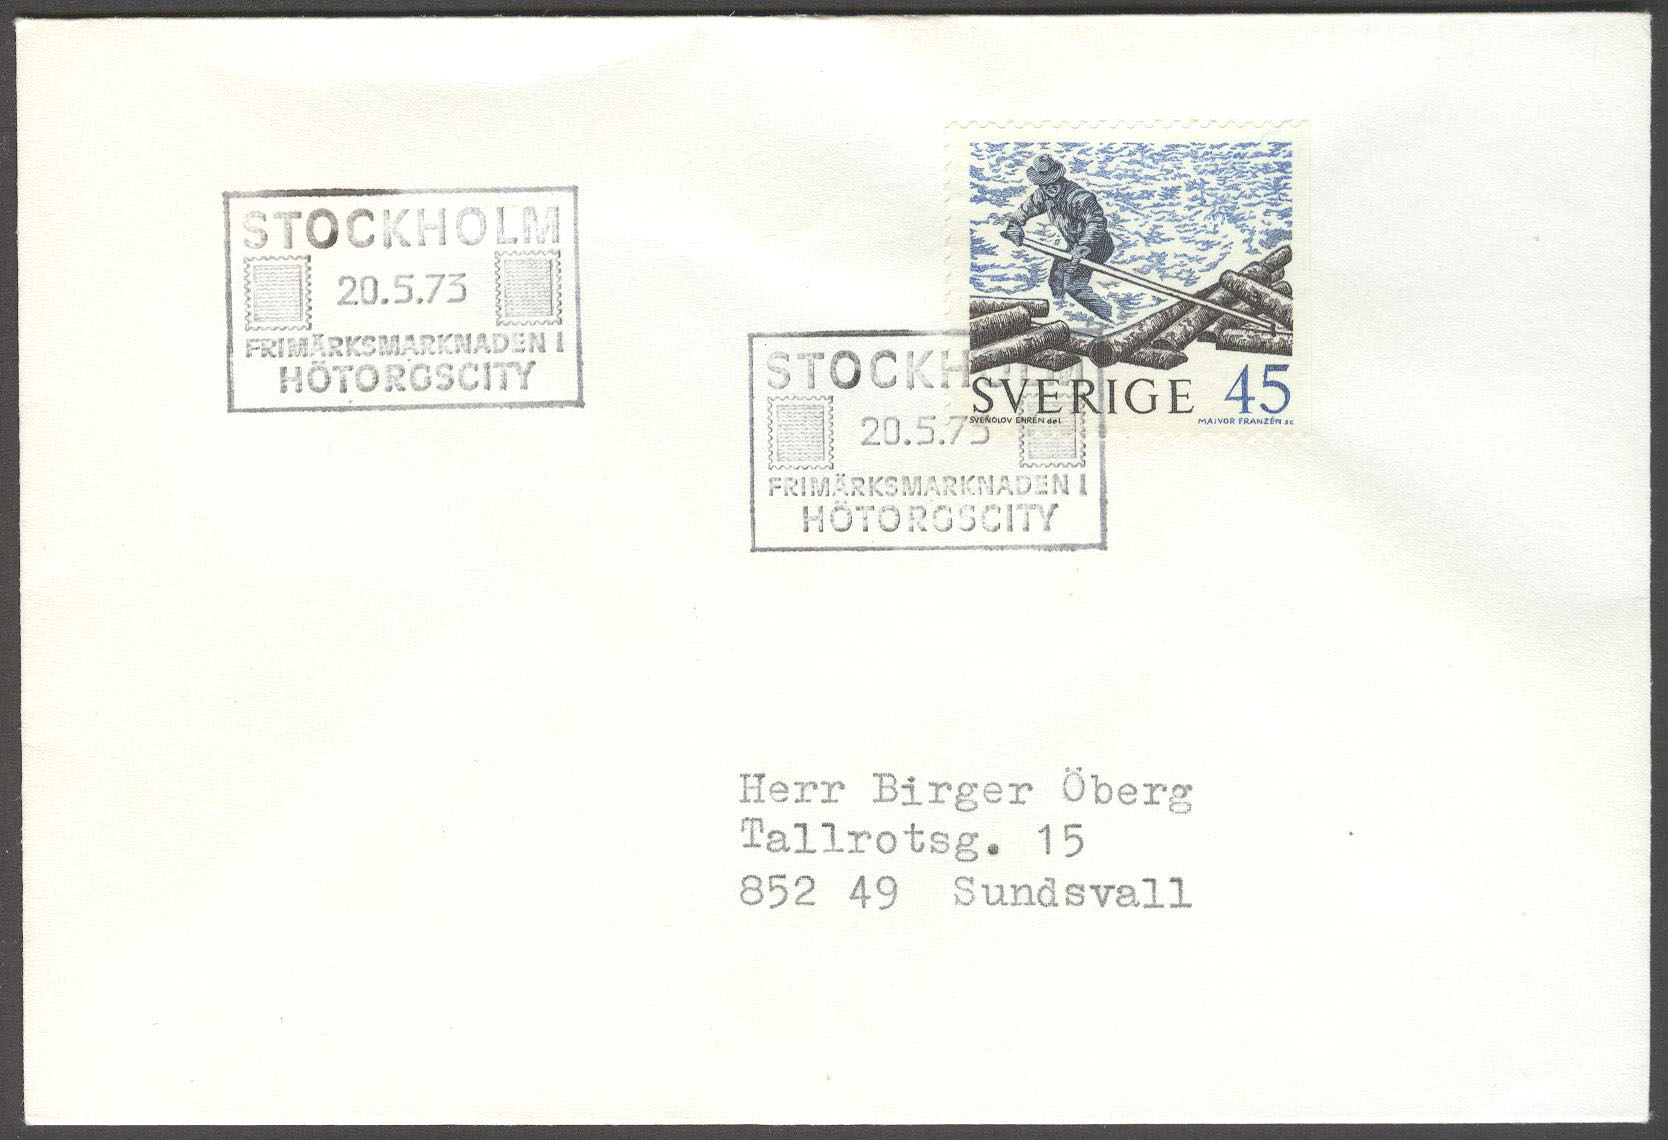 STOCKHOLM
20.5.73
FRIMÄRKSMARKNADEN I
HÖTORGSCITY
SVERIGE 45
SVENOLOV EHRÉN del. MAJVOR FRANZÉN sc
STOCKHOLM
20.5.73
FRIMÄRKSMARKNADEN I
HÖTORGSCITY
Herr Birger Öberg
Tallrotsg. 15
852 49 Sundsvall